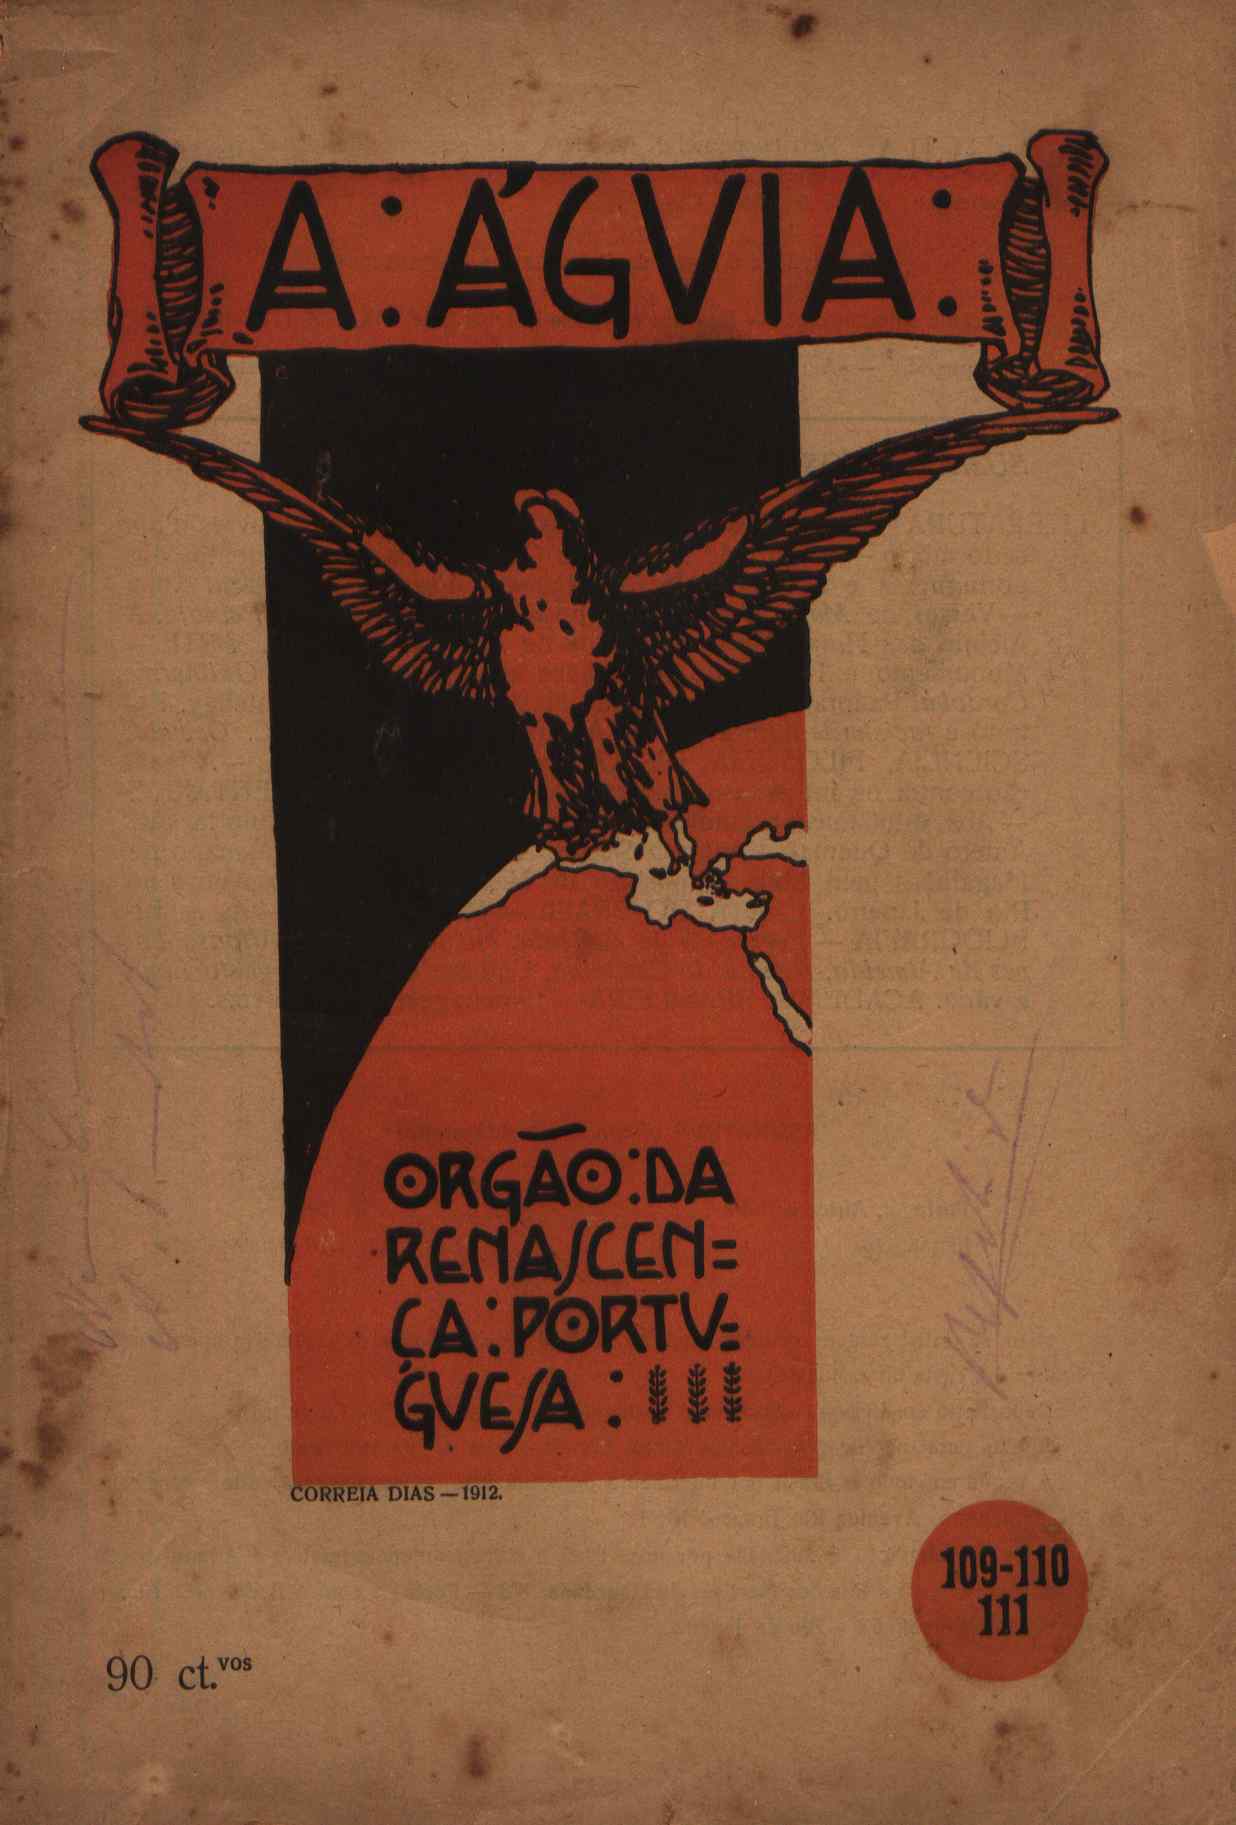 A : ÁGVIA :
ORGÃO : DA
RENASCEN=
ÇA : PORTV=
GVESA :
CORREIA DIAS — 1912.
109-110
111
90 ct.vos